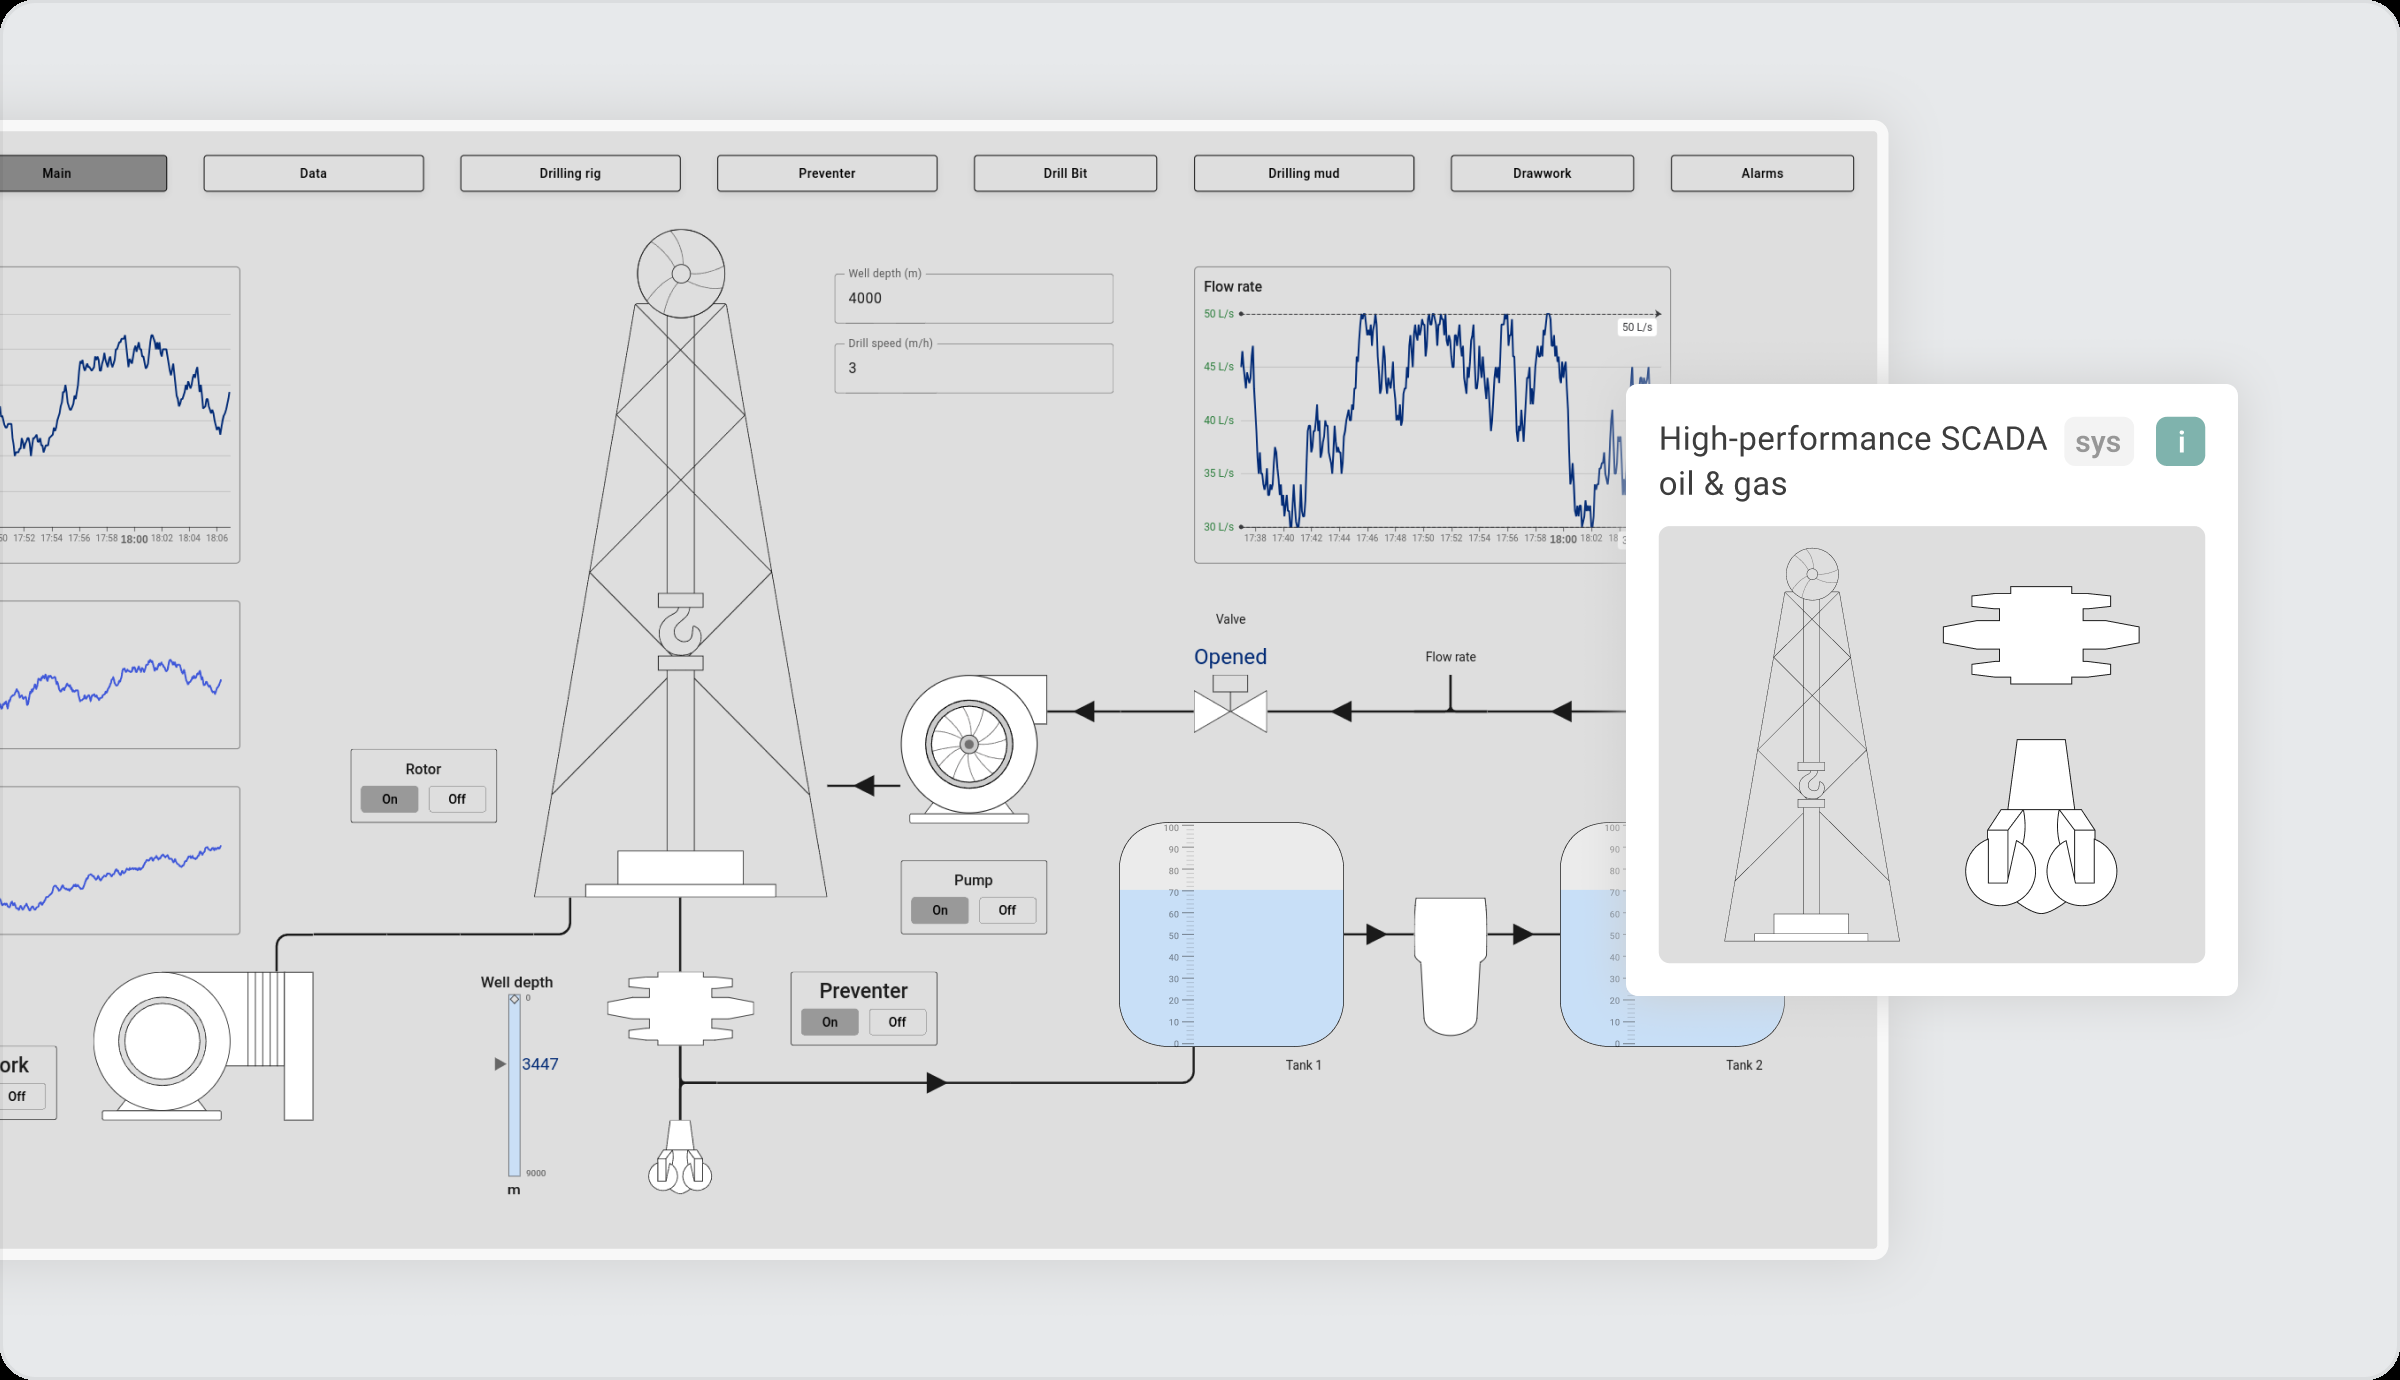 Main
Data
Drilling rig
Preventer
Drill Bit
Drilling mud
Drawwork
Alarms
50 17:52 17:54 17:56 17:58 18:00 18:02 18:04 18:06
Well depth (m)
4000
Drill speed (m/h)
3
Flow rate
50 L/s
50 L/s
45 L/s
40 L/s
35 L/s
30 L/s
17:38 17:40 17:42 17:44 17:46 17:48 17:50 17:52 17:54 17:56 17:58 18:00 18:02 18
High-performance SCADA
oil & gas
sys
i
Valve
Opened
Flow rate
Rotor
On Off
Pump
On Off
Preventer
On Off
ork
Off
Well depth
0
3447
9000
m
100
90
80
70
60
50
40
30
20
10
0
Tank 1
100
90
80
70
60
50
40
30
20
10
0
Tank 2